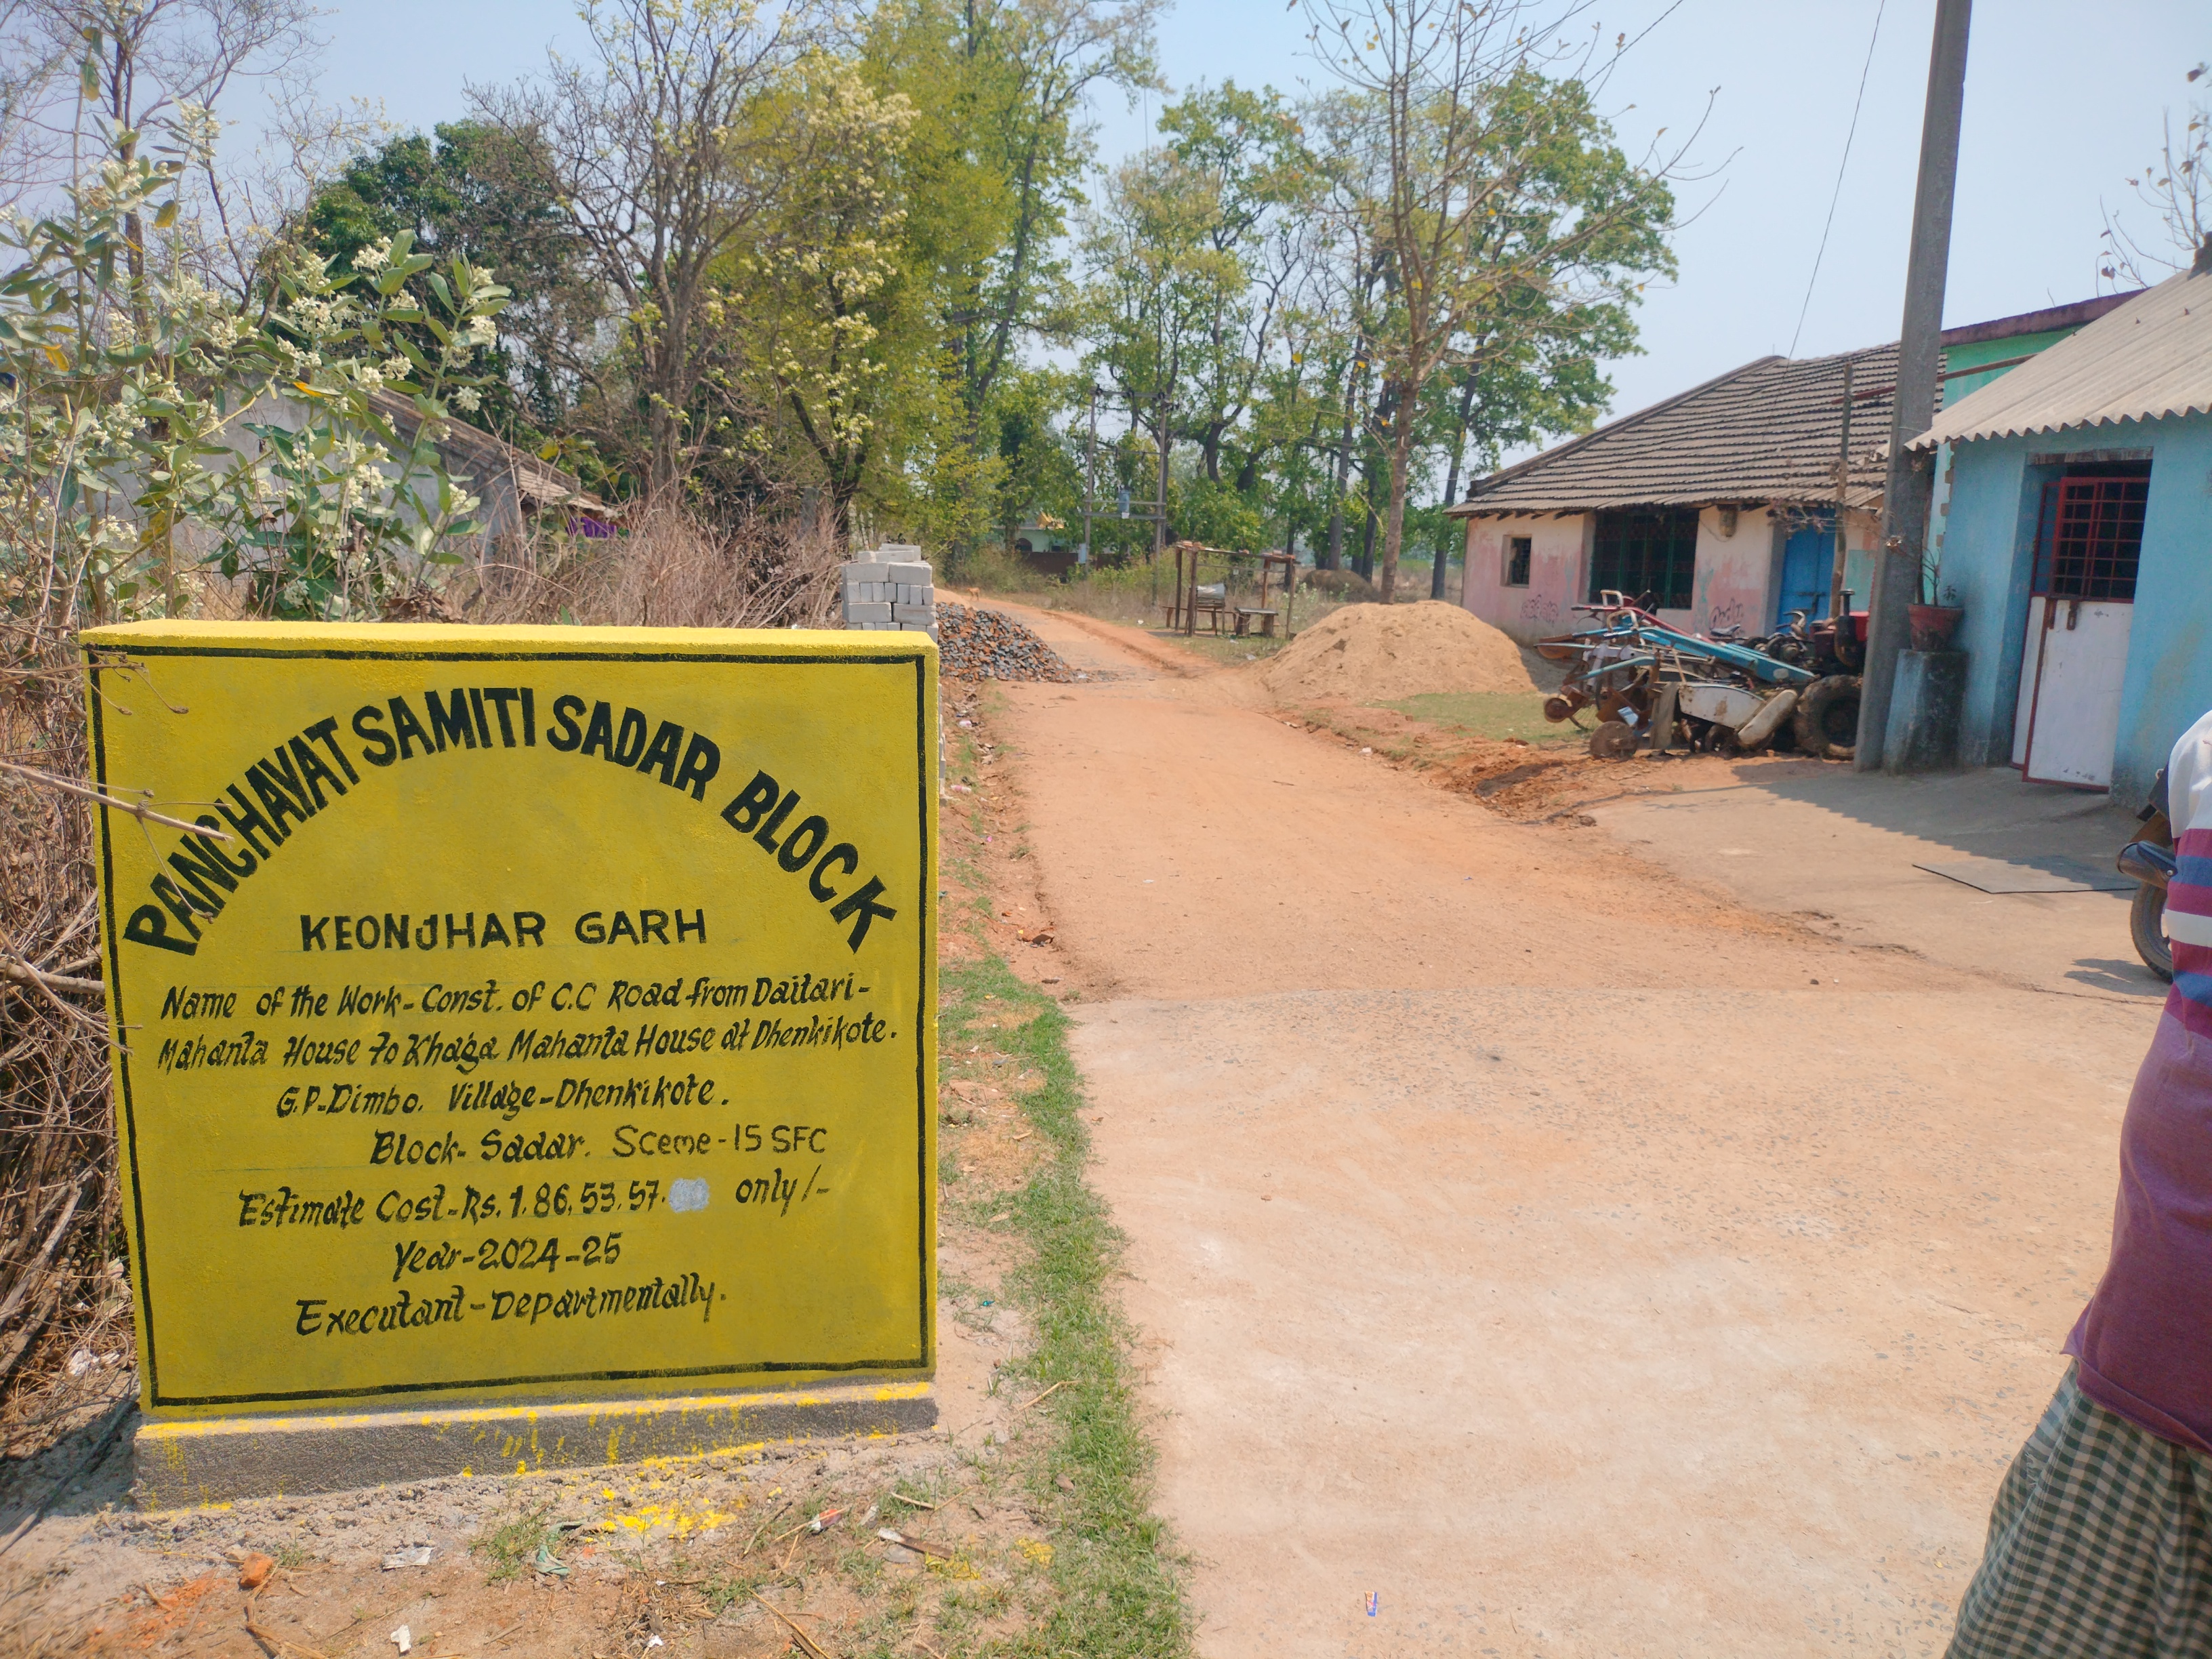 PANCHAYAT SAMITI SADAR BLOCK
KEONJHAR GARH
Name of the Work-Const. of C.C Road from Daitari-
Mahanta House to Khaga Mahanta House at Dhenkikote.
G.P-Dimbo. Village-Dhenkikote.
Block-Sadar. Sceme-15 SFC
Estimate Cost-Rs. 1.86,53.57. only/-
Year-2024-25
Executant-Departmentally.